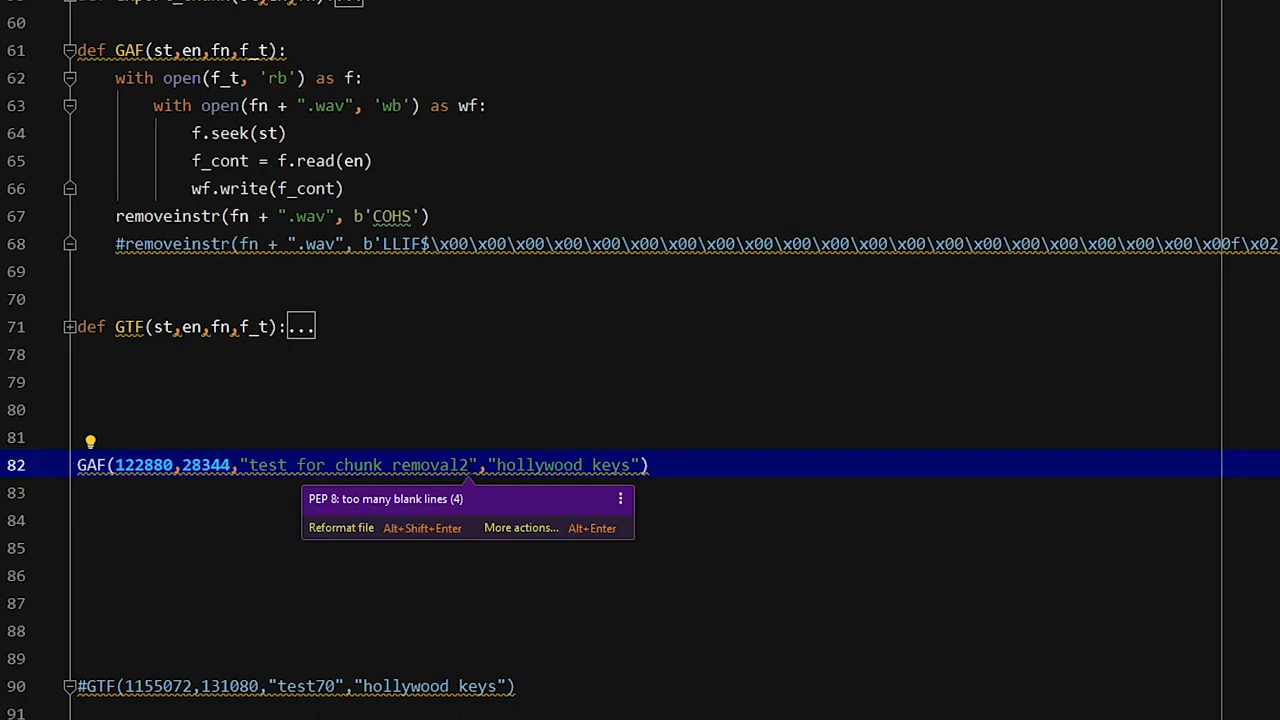 60
61 def GAF(st,en,fn,f_t):
62 with open(f_t, 'rb') as f:
63 with open(fn + ".wav", 'wb') as wf:
64 f.seek(st)
65 f_cont = f.read(en)
66 wf.write(f_cont)
67 removeinstr(fn + ".wav", b'COHS')
68 #removeinstr(fn + ".wav", b'LLIF$\x00\x00\x00\x00\x00\x00\x00\x00\x00\x00\x00\x00\x00\x00\x00\x00\x00\x00\x00\x00f\x02
69
70
71 def GTF(st,en,fn,f_t):...
78
79
80
81
82 GAF(122880,28344,"test for chunk removal2","hollywood keys")
83
PEP 8: too many blank lines (4)
84
Reformat file Alt+Shift+Enter More actions... Alt+Enter
85
86
87
88
89
90 #GTF(1155072,131080,"test70","hollywood keys")
91